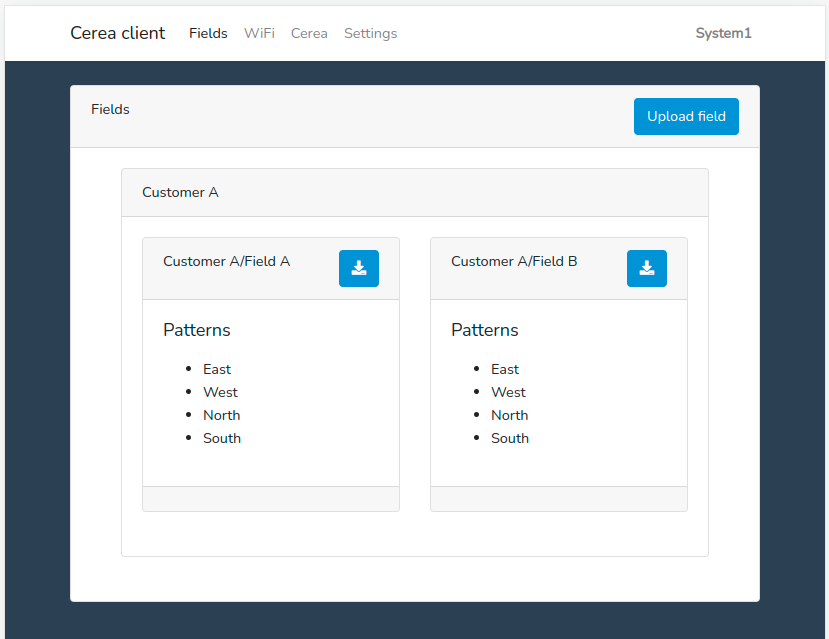 Cerea client Fields WiFi Cerea Settings System1
Fields Upload field
Customer A
Customer A/Field A
Patterns
East
West
North
South
Customer A/Field B
Patterns
East
West
North
South